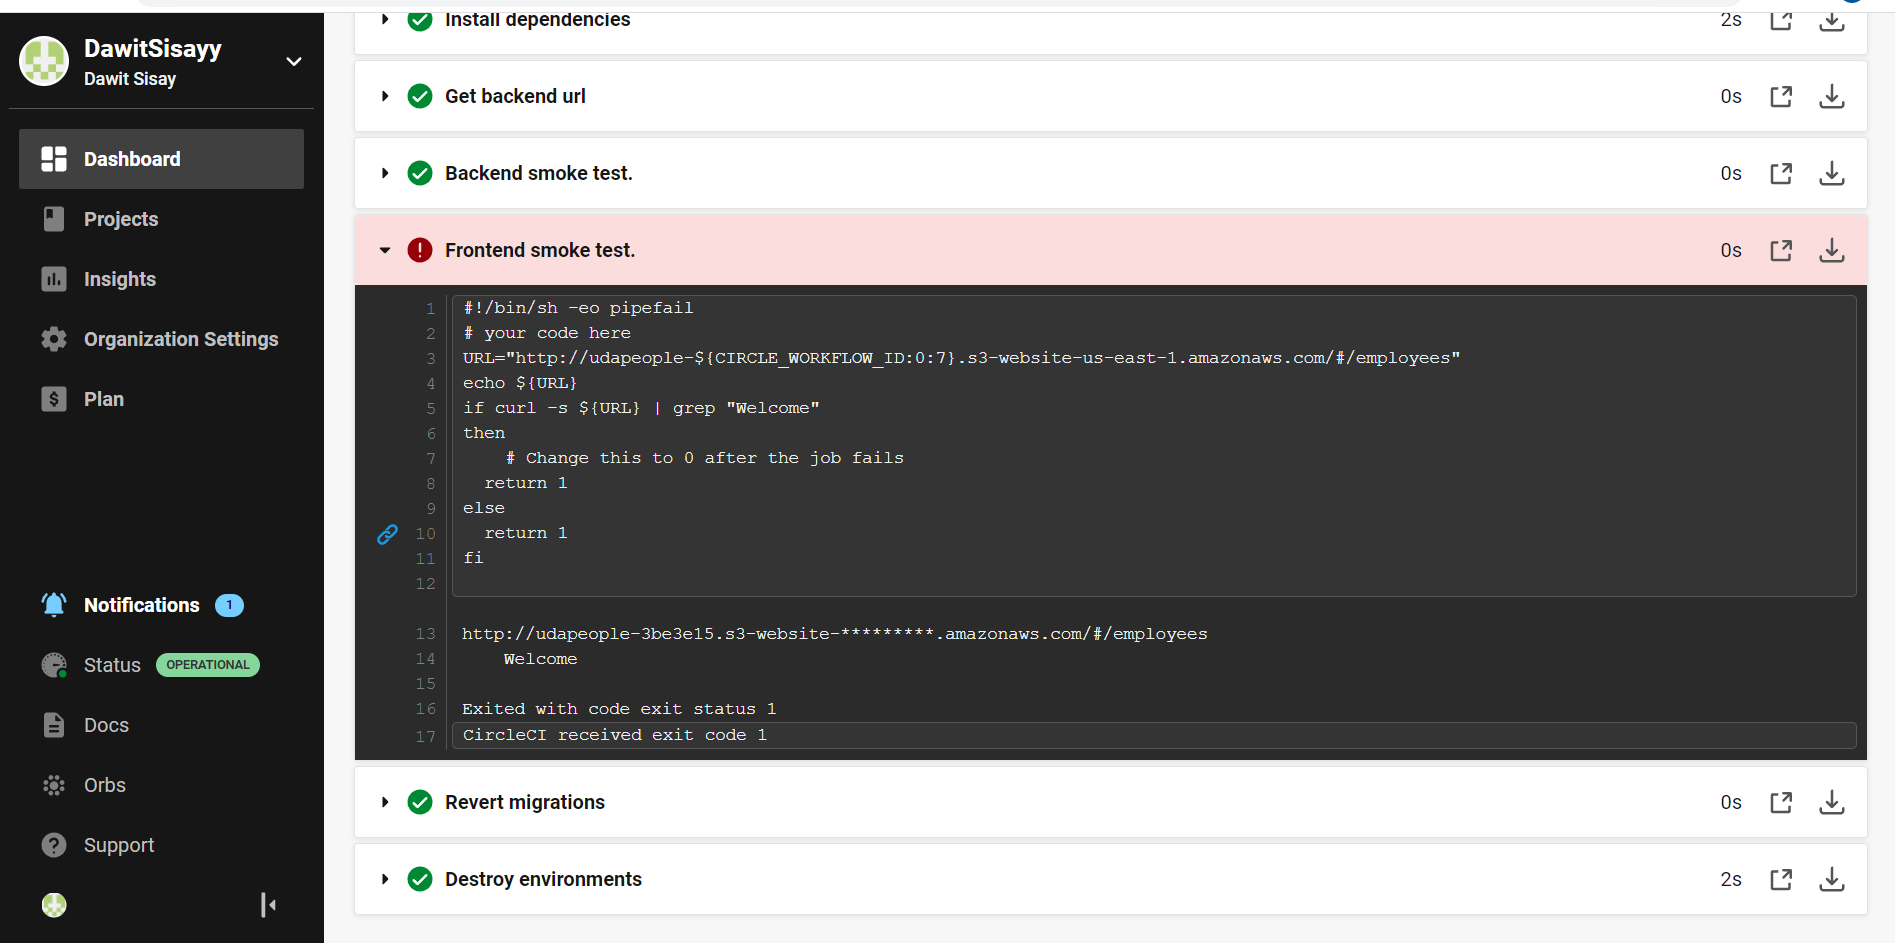 DawitSisayy
Dawit Sisay
Dashboard
Projects
Insights
Organization Settings
Plan
Notifications 1
Status OPERATIONAL
Docs
Orbs
Support
Install dependencies 2s
Get backend url 0s
Backend smoke test. 0s
Frontend smoke test. 0s
1 #!/bin/sh -eo pipefail
2 # your code here
3 URL="http://udapeople-${CIRCLE_WORKFLOW_ID:0:7}.s3-website-us-east-1.amazonaws.com/#/employees"
4 echo ${URL}
5 if curl -s ${URL} | grep "Welcome"
6 then
7 # Change this to 0 after the job fails
8 return 1
9 else
10 return 1
11 fi
12
13 http://udapeople-3be3e15.s3-website-*********.amazonaws.com/#/employees
14 Welcome
15
16 Exited with code exit status 1
17 CircleCI received exit code 1
Revert migrations 0s
Destroy environments 2s